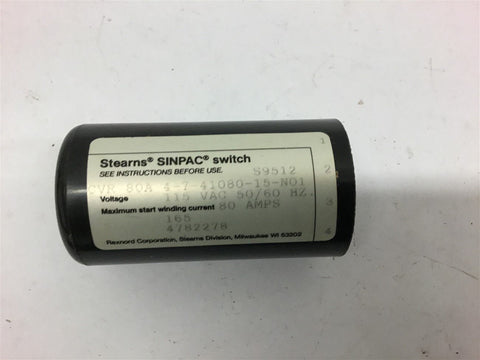 Stearns® SINPAC® switch
SEE INSTRUCTIONS BEFORE USE. S9512
CVR 80A 4-7 41080-15-N01
Voltage VAC 50/60 HZ.
Maximum start winding current 80 AMPS
165
4782278
Rexnord Corporation, Stearns Division, Milwaukee WI 53202
1
2
3
4